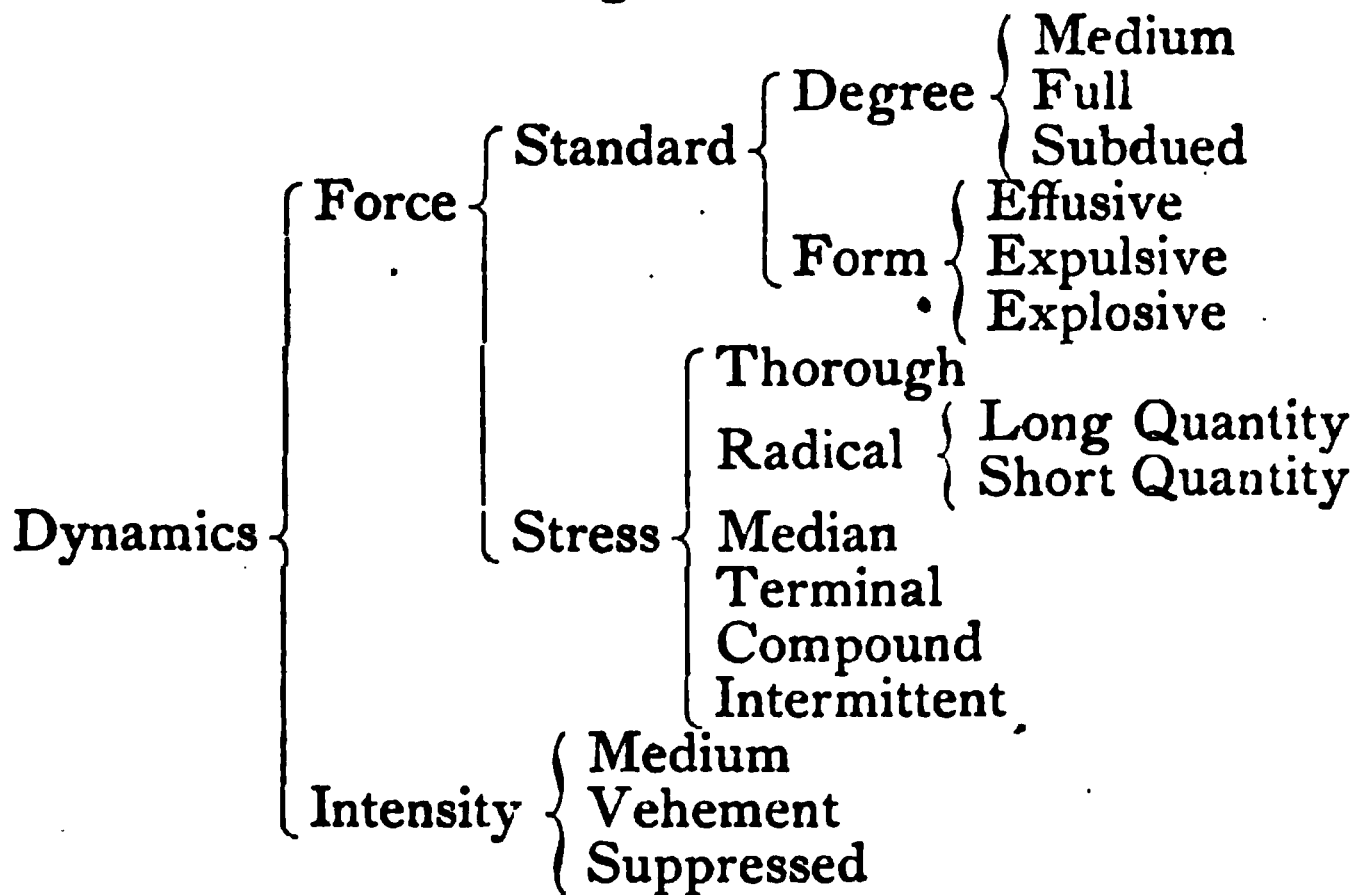 Dynamics
Force
Standard
Degree
Medium
Full
Subdued
Form
Effusive
Expulsive
Explosive
Stress
Thorough
Radical
Long Quantity
Short Quantity
Median
Terminal
Compound
Intermittent
Intensity
Medium
Vehement
Suppressed